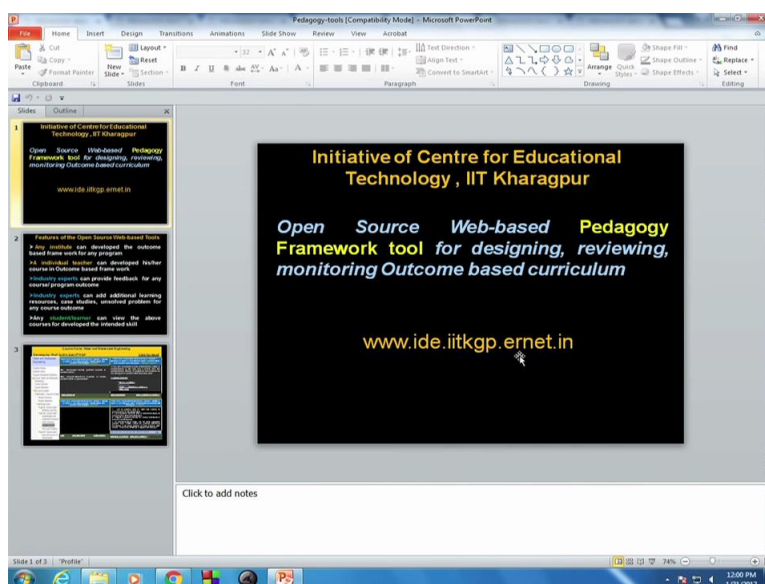 Pedagogy-tools [Compatibility Mode] - Microsoft PowerPoint
File Home Insert Design Transitions Animations Slide Show Review View Acrobat
Cut
Copy
Format Painter
Paste
Clipboard
New Slide
Layout
Reset
Section
Slides
32
B I U S abc AV Aa A
Font
Text Direction
Align Text
Convert to SmartArt
Paragraph
Arrange
Quick Styles
Shape Fill
Shape Outline
Shape Effects
Drawing
Find
Replace
Select
Editing
Slides Outline
1
Initiative of Centre for Educational
Technology , IIT Kharagpur
Open Source Web-based Pedagogy
Framework tool for designing, reviewing,
monitoring Outcome based curriculum
www.ide.iitkgp.ernet.in
2
Features of the Open Source Web-based Tools
> Any institute can developed the outcome
based frame work for any program
>A individual teacher can developed his/her
course in Outcome based frame work
>Industry experts can provide feedback for any
course/ program outcome
>Industry experts can add additional learning
resources, case studies, unsolved problem for
any course outcome
>Any student/learner can view the above
courses for developed the intended skill
3
Initiative of Centre for Educational
Technology , IIT Kharagpur
Open Source Web-based Pedagogy
Framework tool for designing, reviewing,
monitoring Outcome based curriculum
www.ide.iitkgp.ernet.in
Click to add notes
Slide 1 of 3 "Profile"
74%
12:00 PM